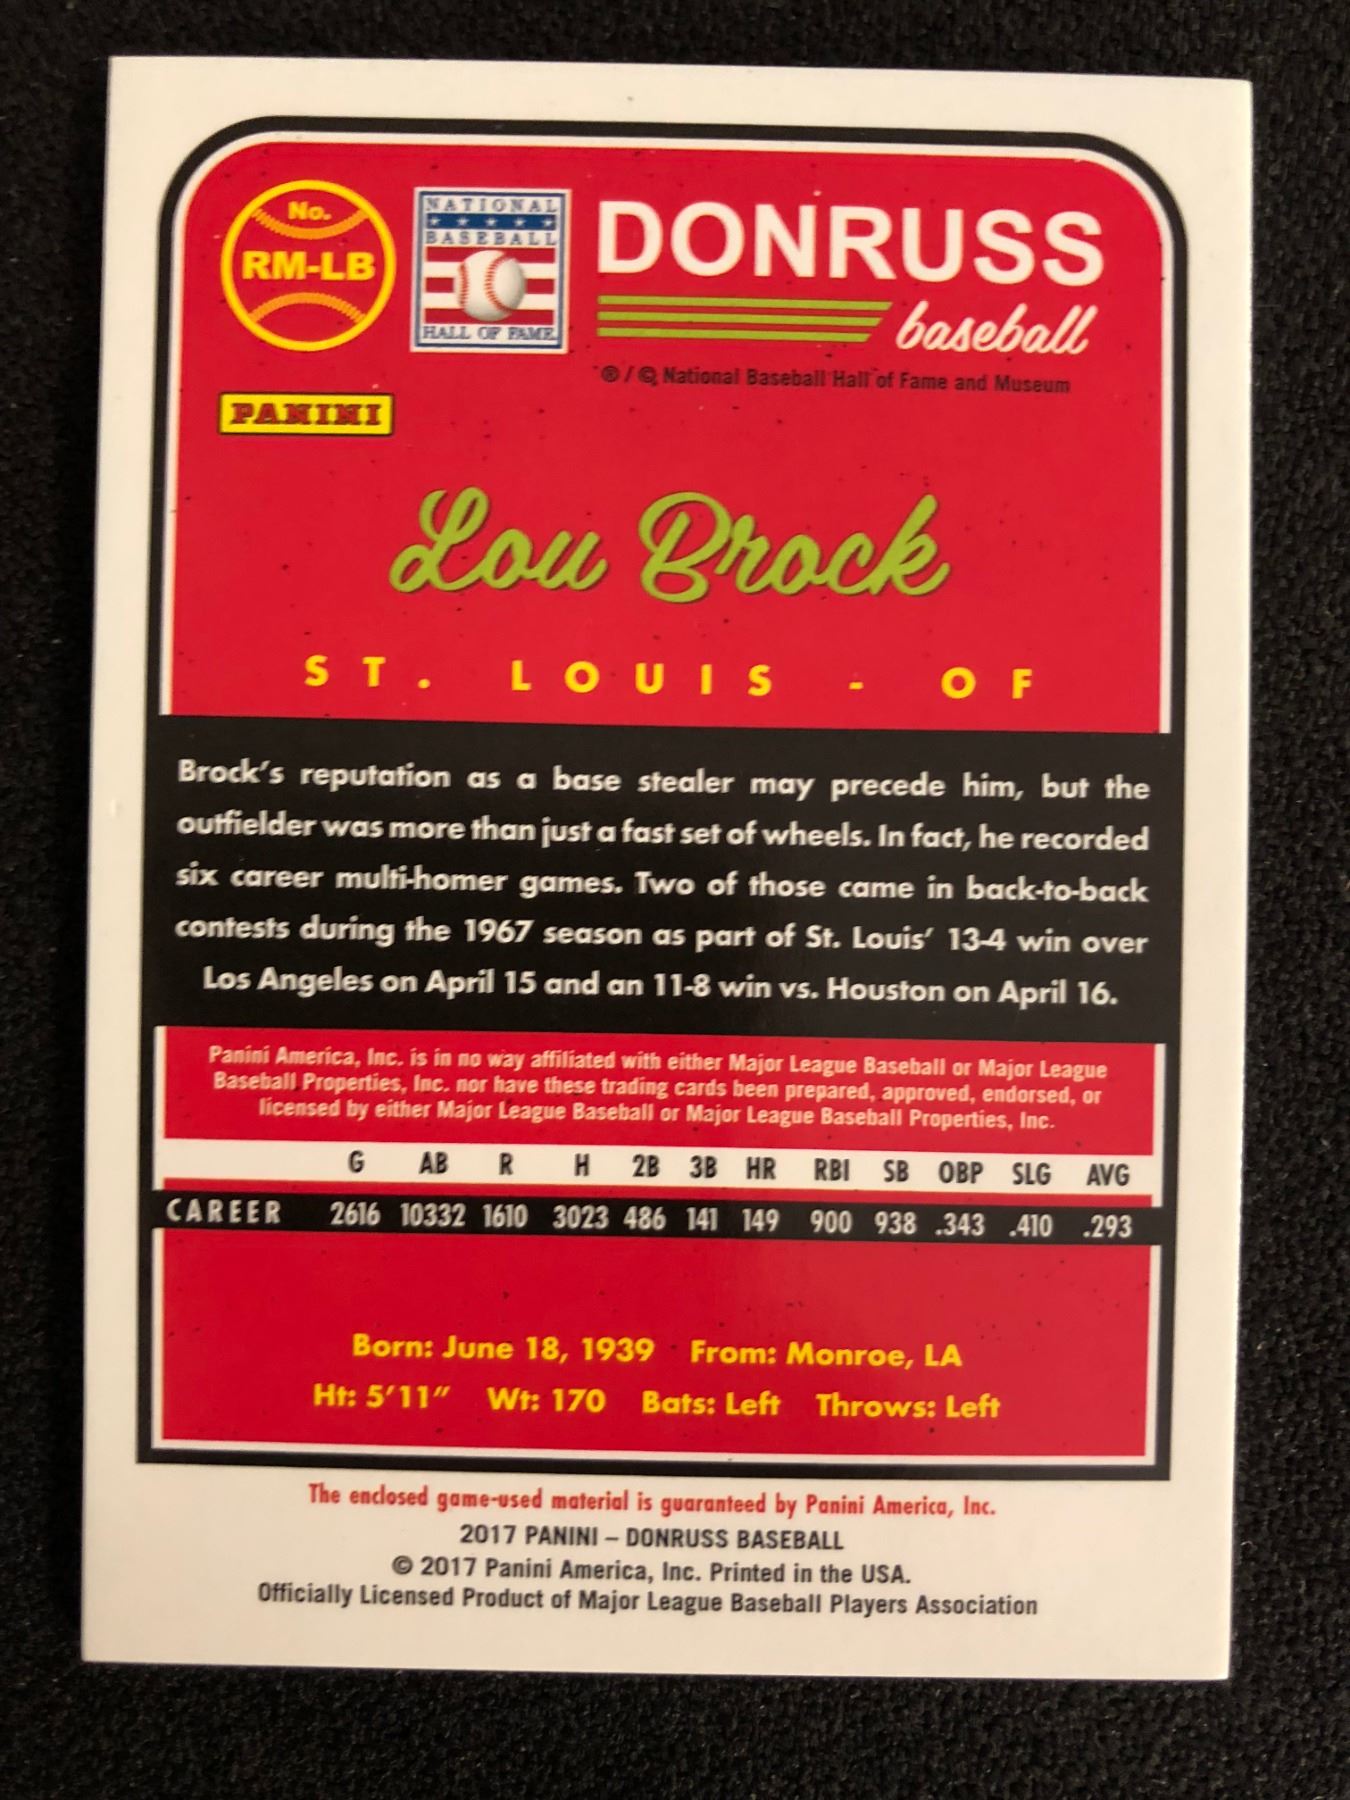 No.
RM-LB
NATIONAL
BASEBALL
HALL OF FAME
DONRUSS
baseball
®/© National Baseball Hall of Fame and Museum
PANINI
Lou Brock
ST. LOUIS - OF
Brock's reputation as a base stealer may precede him, but the
outfielder was more than just a fast set of wheels. In fact, he recorded
six career multi-homer games. Two of those came in back-to-back
contests during the 1967 season as part of St. Louis' 13-4 win over
Los Angeles on April 15 and an 11-8 win vs. Houston on April 16.
Panini America, Inc. is in no way affiliated with either Major League Baseball or Major League
Baseball Properties, Inc. nor have these trading cards been prepared, approved, endorsed, or
licensed by either Major League Baseball or Major League Baseball Properties, Inc.
G AB R H 2B 3B HR RBI SB OBP SLG AVG
CAREER 2616 10332 1610 3023 486 141 149 900 938 .343 .410 .293
Born: June 18, 1939 From: Monroe, LA
Ht: 5'11" Wt: 170 Bats: Left Throws: Left
The enclosed game-used material is guaranteed by Panini America, Inc.
2017 PANINI – DONRUSS BASEBALL
© 2017 Panini America, Inc. Printed in the USA.
Officially Licensed Product of Major League Baseball Players Association